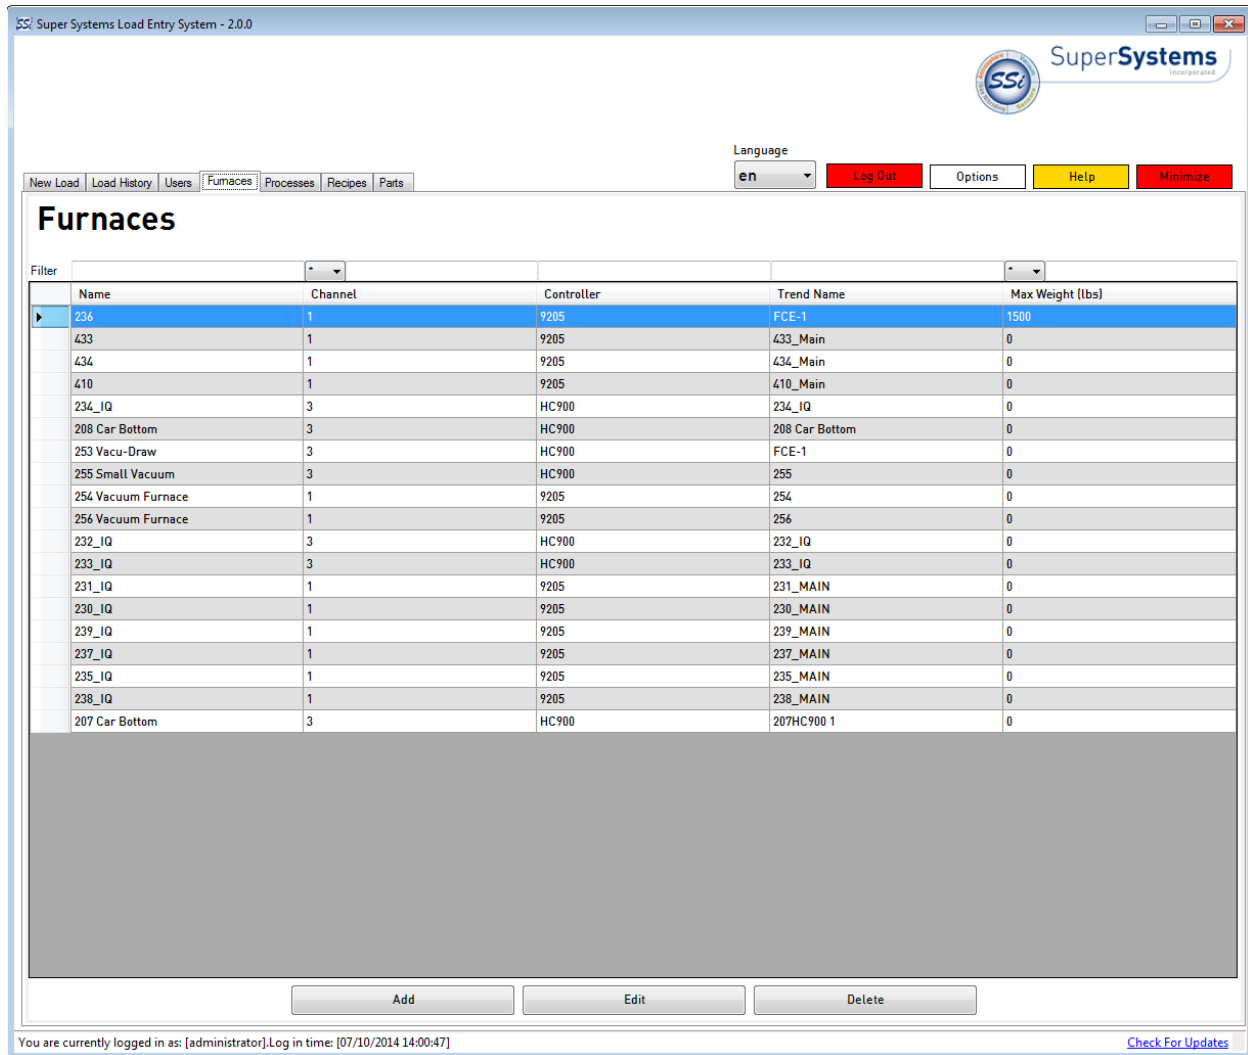 SSi Super Systems Load Entry System - 2.0.0
SuperSystems
incorporated
SSi
Language
New Load Load History Users Furnaces Processes Recipes Parts en Log Out Options Help Minimize
Furnaces
Filter * *
Name Channel Controller Trend Name Max Weight (lbs)
236 1 9205 FCE-1 1500
433 1 9205 433_Main 0
434 1 9205 434_Main 0
410 1 9205 410_Main 0
234_IQ 3 HC900 234_IQ 0
208 Car Bottom 3 HC900 208 Car Bottom 0
253 Vacu-Draw 3 HC900 FCE-1 0
255 Small Vacuum 3 HC900 255 0
254 Vacuum Furnace 1 9205 254 0
256 Vacuum Furnace 1 9205 256 0
232_IQ 3 HC900 232_IQ 0
233_IQ 3 HC900 233_IQ 0
231_IQ 1 9205 231_MAIN 0
230_IQ 1 9205 230_MAIN 0
239_IQ 1 9205 239_MAIN 0
237_IQ 1 9205 237_MAIN 0
235_IQ 1 9205 235_MAIN 0
238_IQ 1 9205 238_MAIN 0
207 Car Bottom 3 HC900 207HC900 1 0
Add Edit Delete
You are currently logged in as: [administrator].Log in time: [07/10/2014 14:00:47] Check For Updates